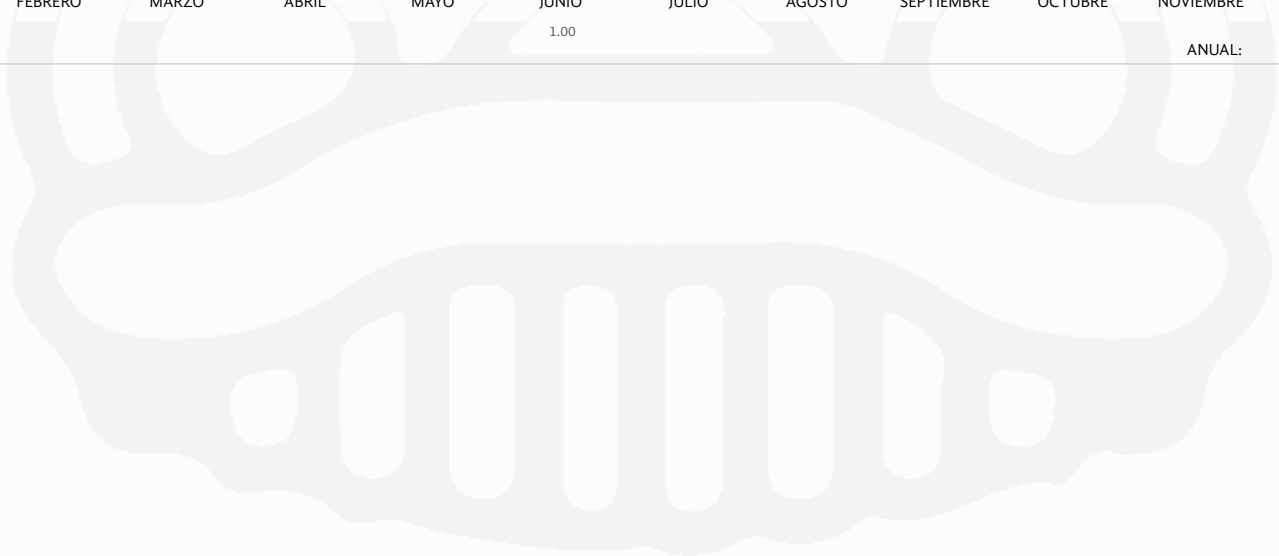 FEBRERO MARZO ABRIL MAYO JUNIO JULIO AGOSTO SEPTIEMBRE OCTUBRE NOVIEMBRE
1.00
ANUAL: